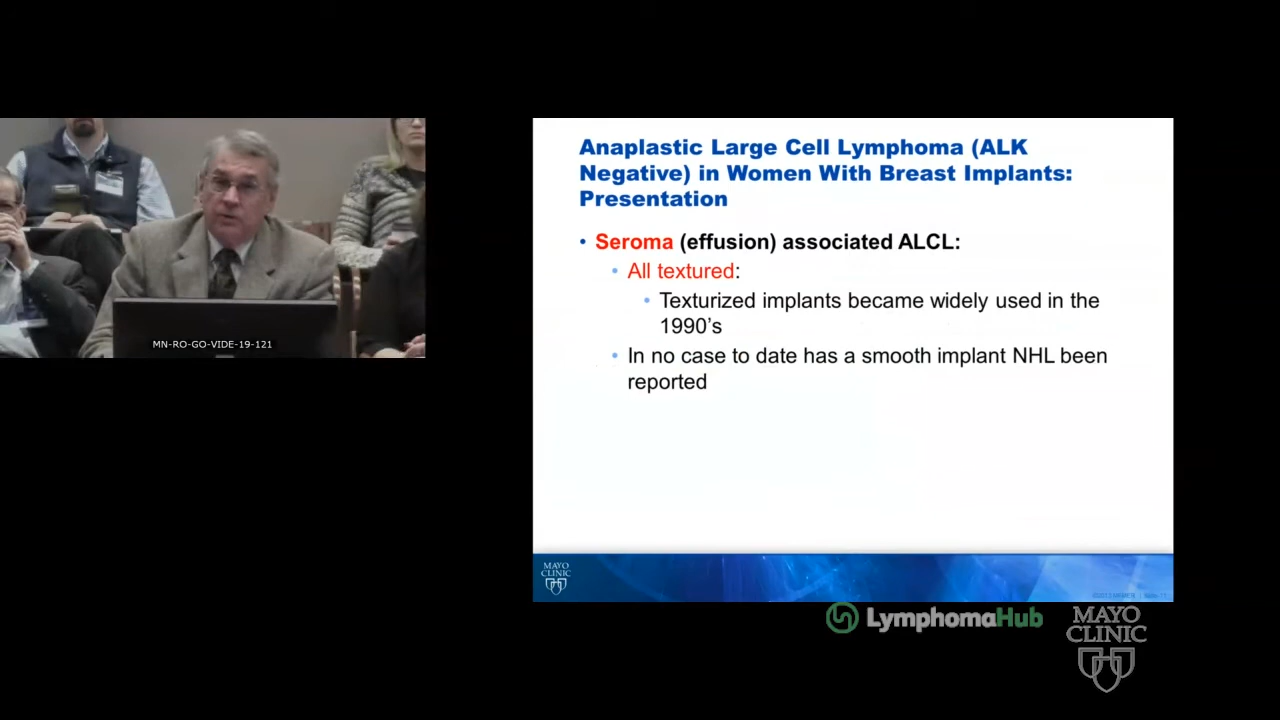 Anaplastic Large Cell Lymphoma (ALK
Negative) in Women With Breast Implants:
Presentation
• Seroma (effusion) associated ALCL:
• All textured:
• Texturized implants became widely used in the
1990's
• In no case to date has a smooth implant NHL been
reported
MN-RO-GO-VIDE-19-121
MAYO
CLINIC
LymphomaHub
MAYO
CLINIC